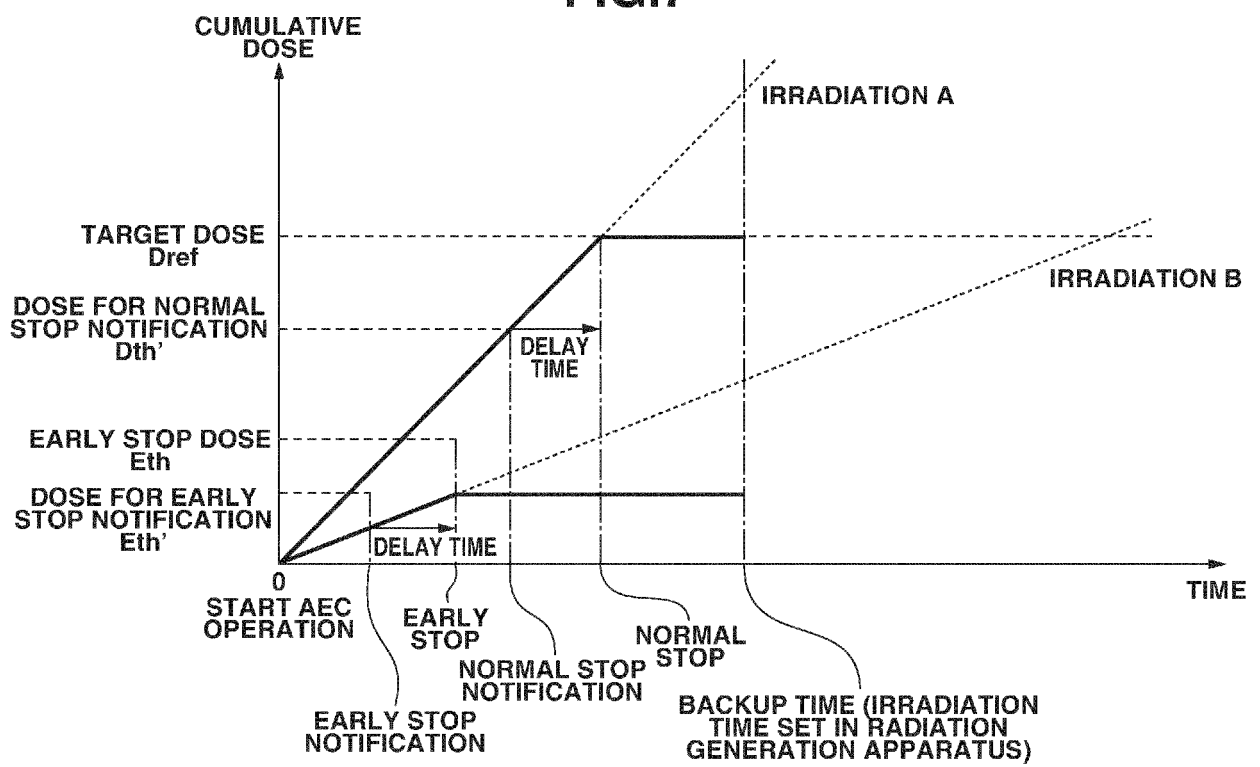 CUMULATIVE
DOSE
IRRADIATION A
TARGET DOSE
Dref
IRRADIATION B
DOSE FOR NORMAL
STOP NOTIFICATION
Dth'
DELAY
TIME
EARLY STOP DOSE
Eth
DOSE FOR EARLY
STOP NOTIFICATION
Eth'
DELAY TIME
0
TIME
START AEC
OPERATION
EARLY
STOP
NORMAL
STOP
NORMAL STOP
NOTIFICATION
EARLY STOP
NOTIFICATION
BACKUP TIME (IRRADIATION
TIME SET IN RADIATION
GENERATION APPARATUS)